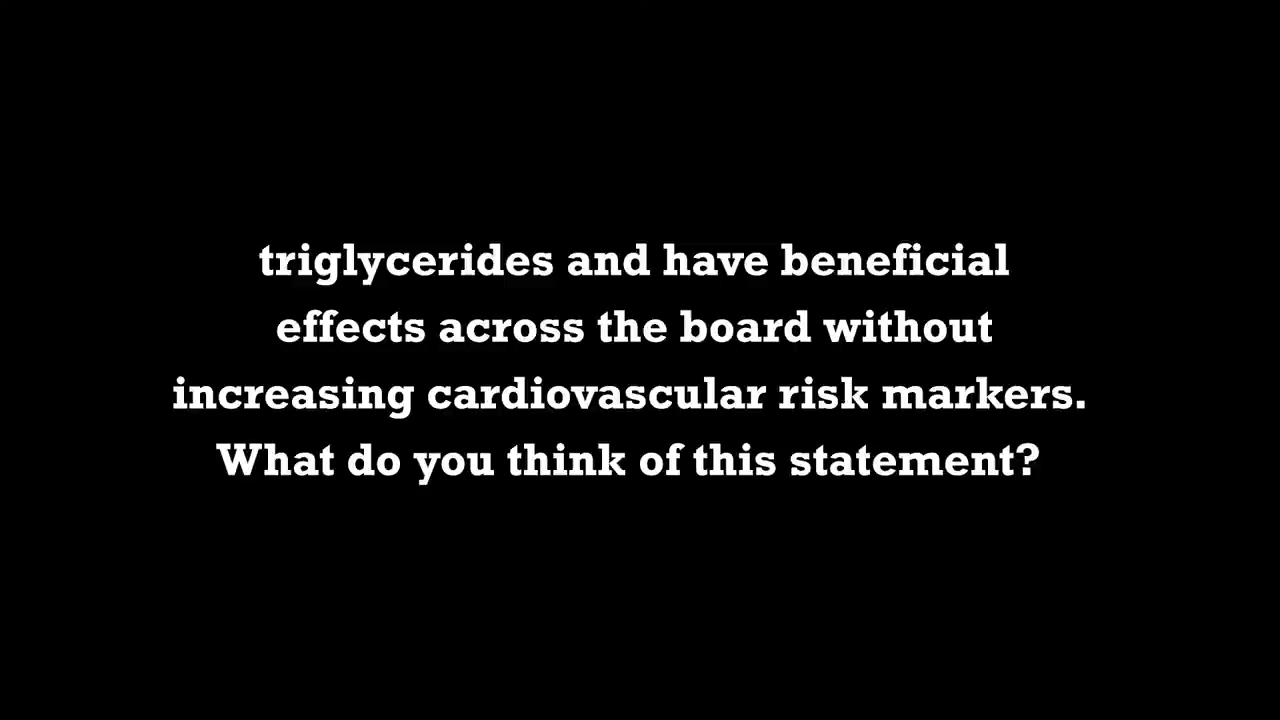 triglycerides and have beneficial
effects across the board without
increasing cardiovascular risk markers.
What do you think of this statement?